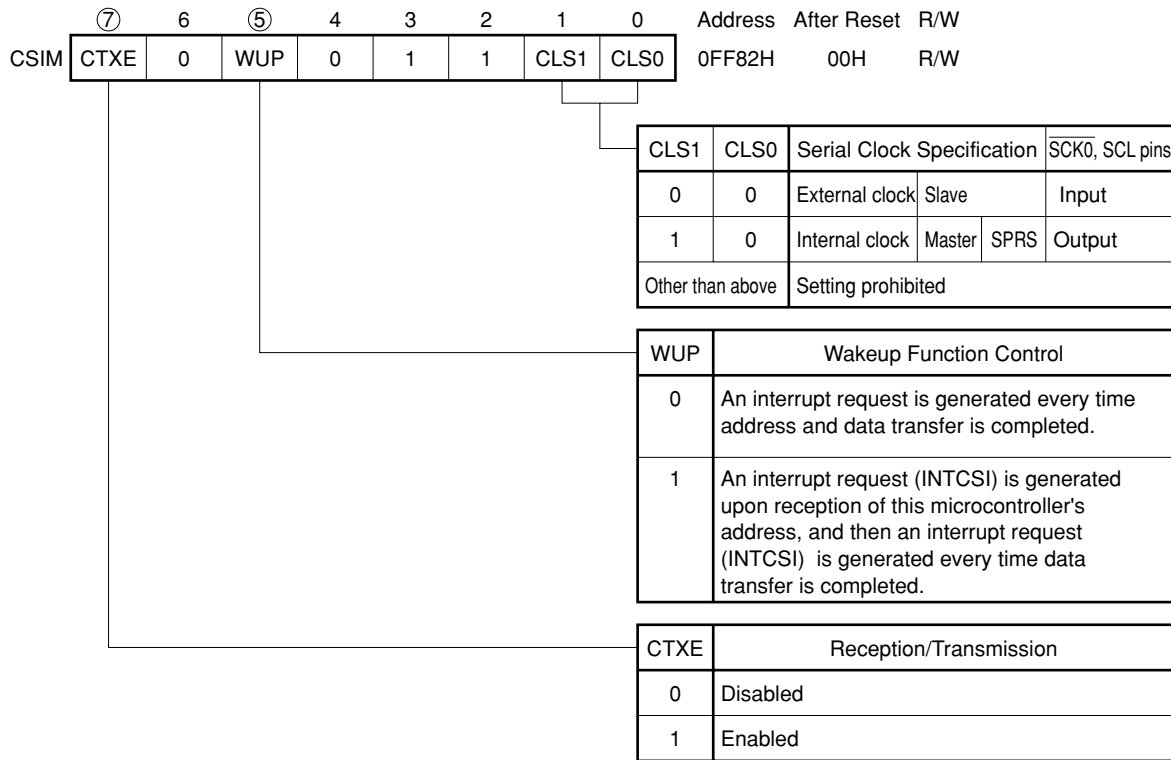 ⑦ 6 ⑤ 4 3 2 1 0 Address After Reset R/W
CSIM CTXE 0 WUP 0 1 1 CLS1 CLS0 0FF82H 00H R/W
CLS1 CLS0 Serial Clock Specification S̅C̅K̅0̅, SCL pins
0 0 External clock Slave Input
1 0 Internal clock Master SPRS Output
Other than above Setting prohibited
WUP Wakeup Function Control
0 An interrupt request is generated every time
address and data transfer is completed.
1 An interrupt request (INTCSI) is generated
upon reception of this microcontroller's
address, and then an interrupt request
(INTCSI) is generated every time data
transfer is completed.
CTXE Reception/Transmission
0 Disabled
1 Enabled